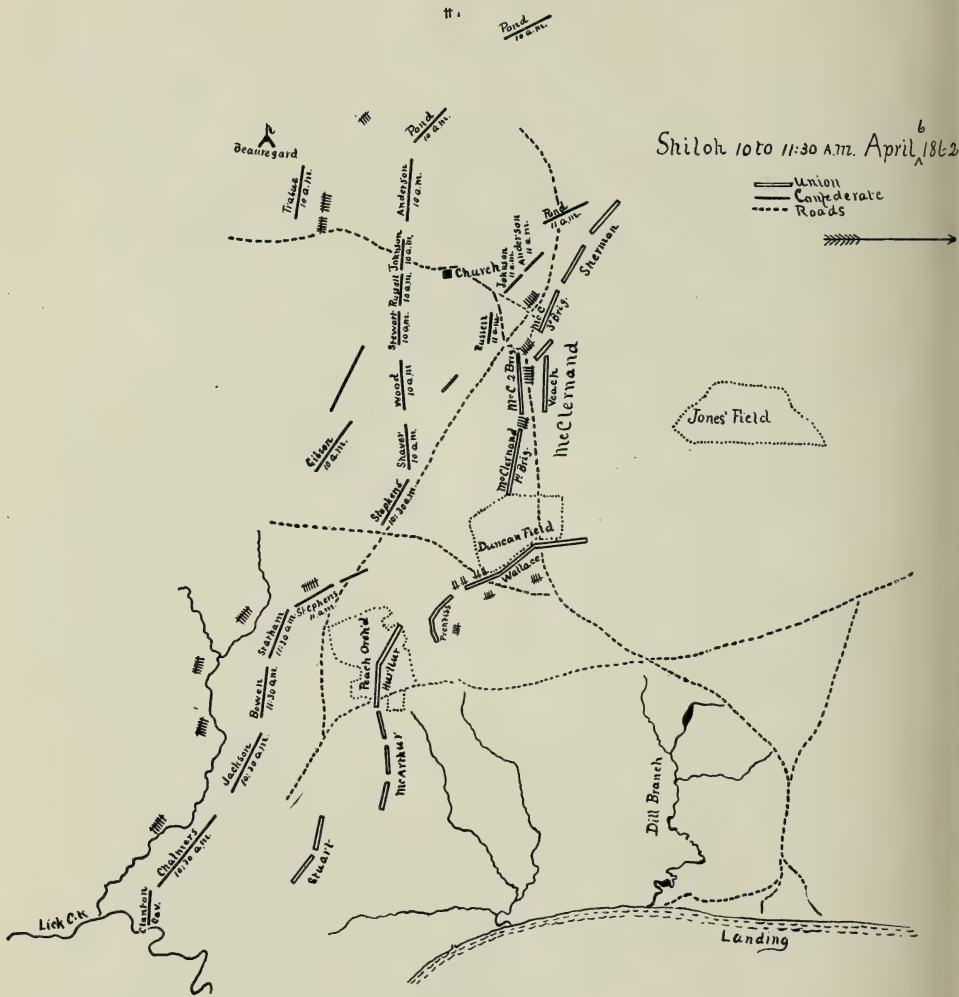 Shiloh 10 to 11:30 A.M. April 6 1862
Union
Confederate
Roads
Pond
10 a.m.
Pond
10 a.m.
Beauregard
Trabue
10 a.m.
Anderson
10 a.m.
Pond
11 a.m.
Sherman
Johnson
10 a.m.
Church
Johnson
11 a.m.
Anderson
11 a.m.
Russell
10 a.m.
Stewart
10 a.m.
Russell
11 a.m.
McC
3d Brig.
McC 2 Brig
Veach
McClernand
Wood
10 a.m
Jones' Field
Gibson
10 a.m.
Shaver
10 a.m.
McClernand
1st Brig.
Stephens
10:30 a.m.
Duncan Field
Wallace
Stephens
11 a.m.
Statham
11:30 a.m.
Prentiss
Peach Orchd
Hurlbut
Bowen
11:30 a.m.
Jackson
10:30 a.m.
McArthur
Dill Branch
Chalmers
10:30 a.m.
Stuart
Lick C.K
Clanton
Cav.
Landing